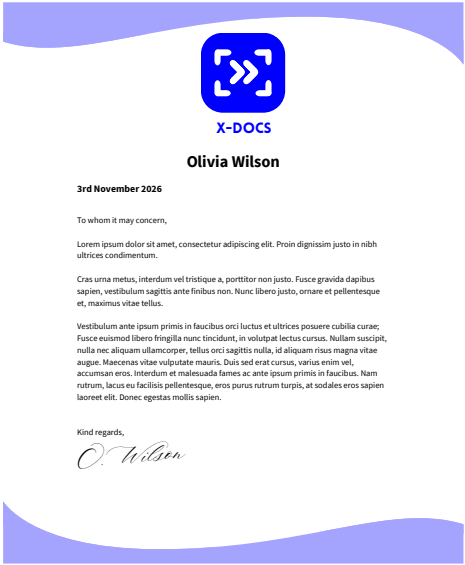 X-DOCS
Olivia Wilson
3rd November 2026
To whom it may concern,
Lorem ipsum dolor sit amet, consectetur adipiscing elit. Proin dignissim justo in nibh
ultrices condimentum.
Cras urna metus, interdum vel tristique a, porttitor non justo. Fusce gravida dapibus
sapien, vestibulum sagittis ante finibus non. Nunc libero justo, ornare et pellentesque
et, maximus vitae tellus.
Vestibulum ante ipsum primis in faucibus orci luctus et ultrices posuere cubilia curae;
Fusce euismod libero fringilla nunc tincidunt, in volutpat lectus cursus. Nullam suscipit,
nulla nec aliquam ullamcorper, tellus orci sagittis nulla, id aliquam risus magna vitae
augue. Maecenas vitae vulputate mauris. Duis sed erat cursus, varius enim vel,
accumsan eros. Interdum et malesuada fames ac ante ipsum primis in faucibus. Nam
rutrum, lacus eu facilisis pellentesque, eros purus rutrum turpis, at sodales eros sapien
laoreet elit. Donec egestas mollis sapien.
Kind regards,
O. Wilson